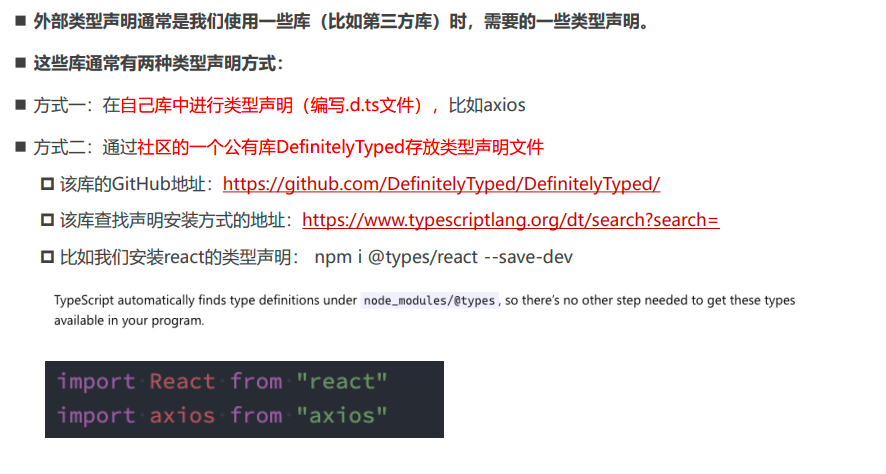 外部类型声明通常是我们使用一些库（比如第三方库）时，需要的一些类型声明。
这些库通常有两种类型声明方式：
方式一：在自己库中进行类型声明（编写.d.ts文件），比如axios
方式二：通过社区的一个公有库DefinitelyTyped存放类型声明文件
该库的GitHub地址：https://github.com/DefinitelyTyped/DefinitelyTyped/
该库查找声明安装方式的地址：https://www.typescriptlang.org/dt/search?search=
比如我们安装react的类型声明： npm i @types/react --save-dev
TypeScript automatically finds type definitions under node_modules/@types, so there's no other step needed to get these types
available in your program.
import React from "react"
import axios from "axios"